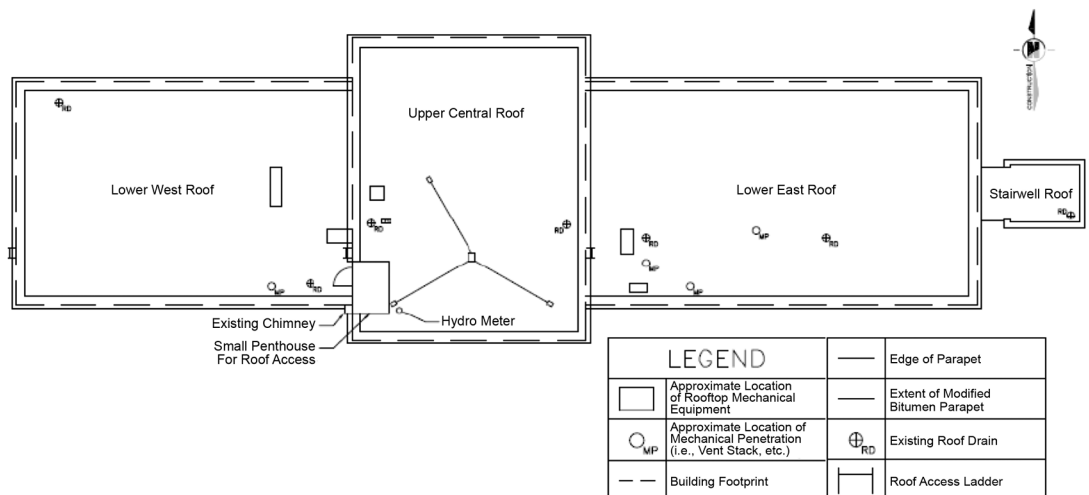 Upper Central Roof
Lower West Roof
Lower East Roof
Stairwell Roof
RD
RD
RD
RD
RD
RD
RD
MP
MP
MP
MP
Existing Chimney
Small Penthouse
For Roof Access
Hydro Meter
N
CONSTRUCTION
LEGEND
Approximate Location
of Rooftop Mechanical
Equipment
MP
Approximate Location of
Mechanical Penetration
(i.e., Vent Stack, etc.)
Building Footprint
Edge of Parapet
Extent of Modified
Bitumen Parapet
RD
Existing Roof Drain
Roof Access Ladder